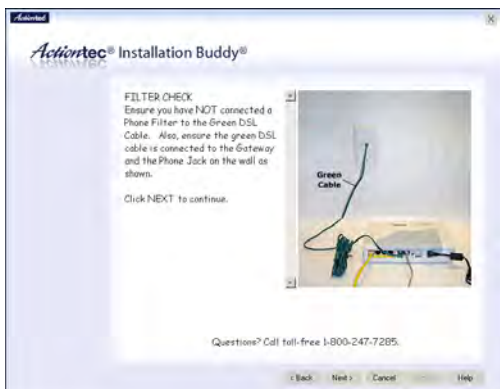 Actiontec
Actiontec® Installation Buddy®
FILTER CHECK
Ensure you have NOT connected a
Phone Filter to the Green DSL
Cable. Also, ensure the green DSL
cable is connected to the Gateway
and the Phone Jack on the wall as
shown.
Click NEXT to continue.
Green
Cable
Questions? Call toll-free 1-800-247-7285.
< Back Next > Cancel Help